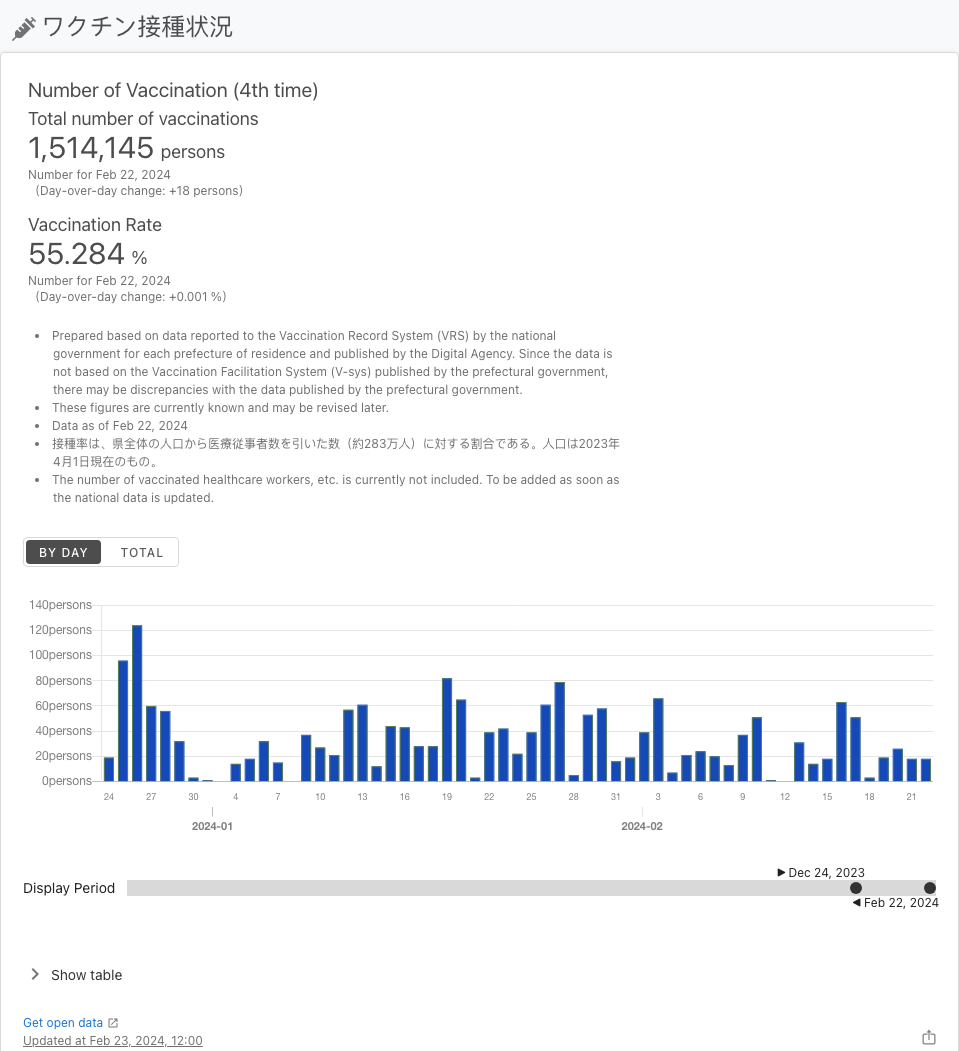 ワクチン接種状況
Number of Vaccination (4th time)
Total number of vaccinations
1,514,145 persons
Number for Feb 22, 2024
(Day-over-day change: +18 persons)
Vaccination Rate
55.284 %
Number for Feb 22, 2024
(Day-over-day change: +0.001 %)
• Prepared based on data reported to the Vaccination Record System (VRS) by the national
government for each prefecture of residence and published by the Digital Agency. Since the data is
not based on the Vaccination Facilitation System (V-sys) published by the prefectural government,
there may be discrepancies with the data published by the prefectural government.
• These figures are currently known and may be revised later.
• Data as of Feb 22, 2024
• 接種率は、県全体の人口から医療従事者数を引いた数（約283万人）に対する割合である。人口は2023年
4月1日現在のもの。
• The number of vaccinated healthcare workers, etc. is currently not included. To be added as soon as
the national data is updated.
BY DAY TOTAL
140persons
120persons
100persons
80persons
60persons
40persons
20persons
0persons
24 27 30 4 7 10 13 16 19 22 25 28 31 3 6 9 12 15 18 21
2024-01 2024-02
▶ Dec 24, 2023
Display Period
◀ Feb 22, 2024
Show table
Get open data
Updated at Feb 23, 2024, 12:00